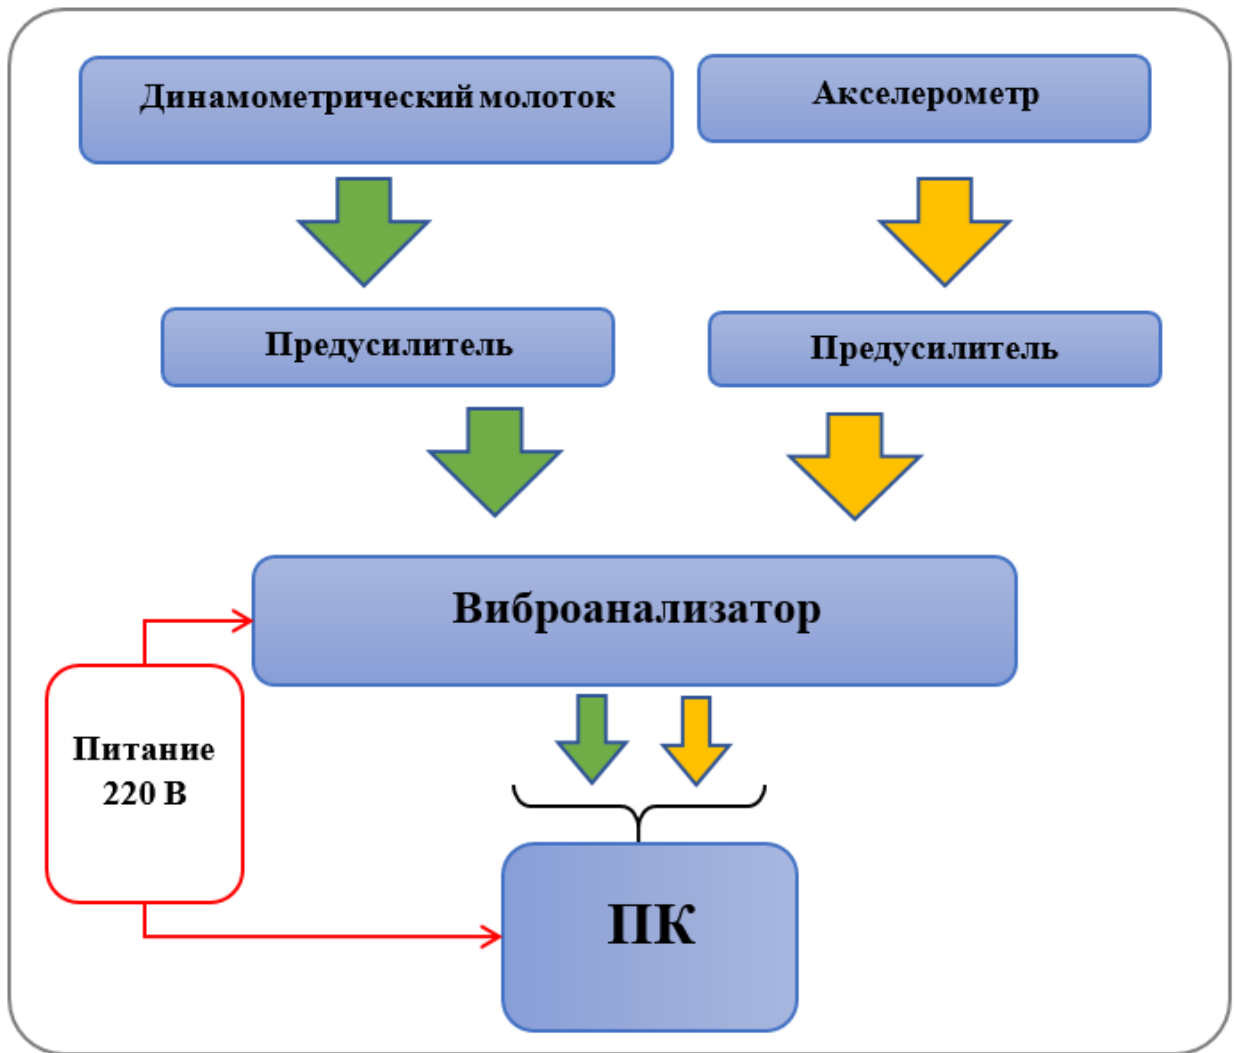 Динамометрический молоток
Акселерометр
Предусилитель
Предусилитель
Виброанализатор
Питание
220 В
ПК